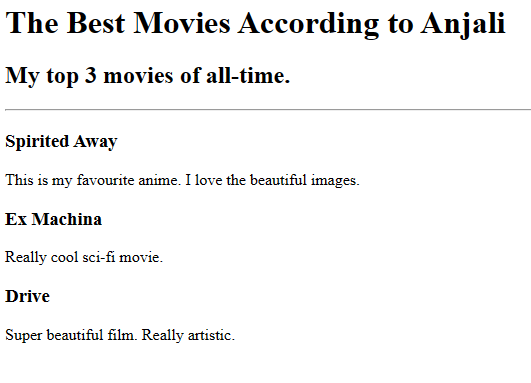 The Best Movies According to Anjali
My top 3 movies of all-time.
Spirited Away
This is my favourite anime. I love the beautiful images.
Ex Machina
Really cool sci-fi movie.
Drive
Super beautiful film. Really artistic.